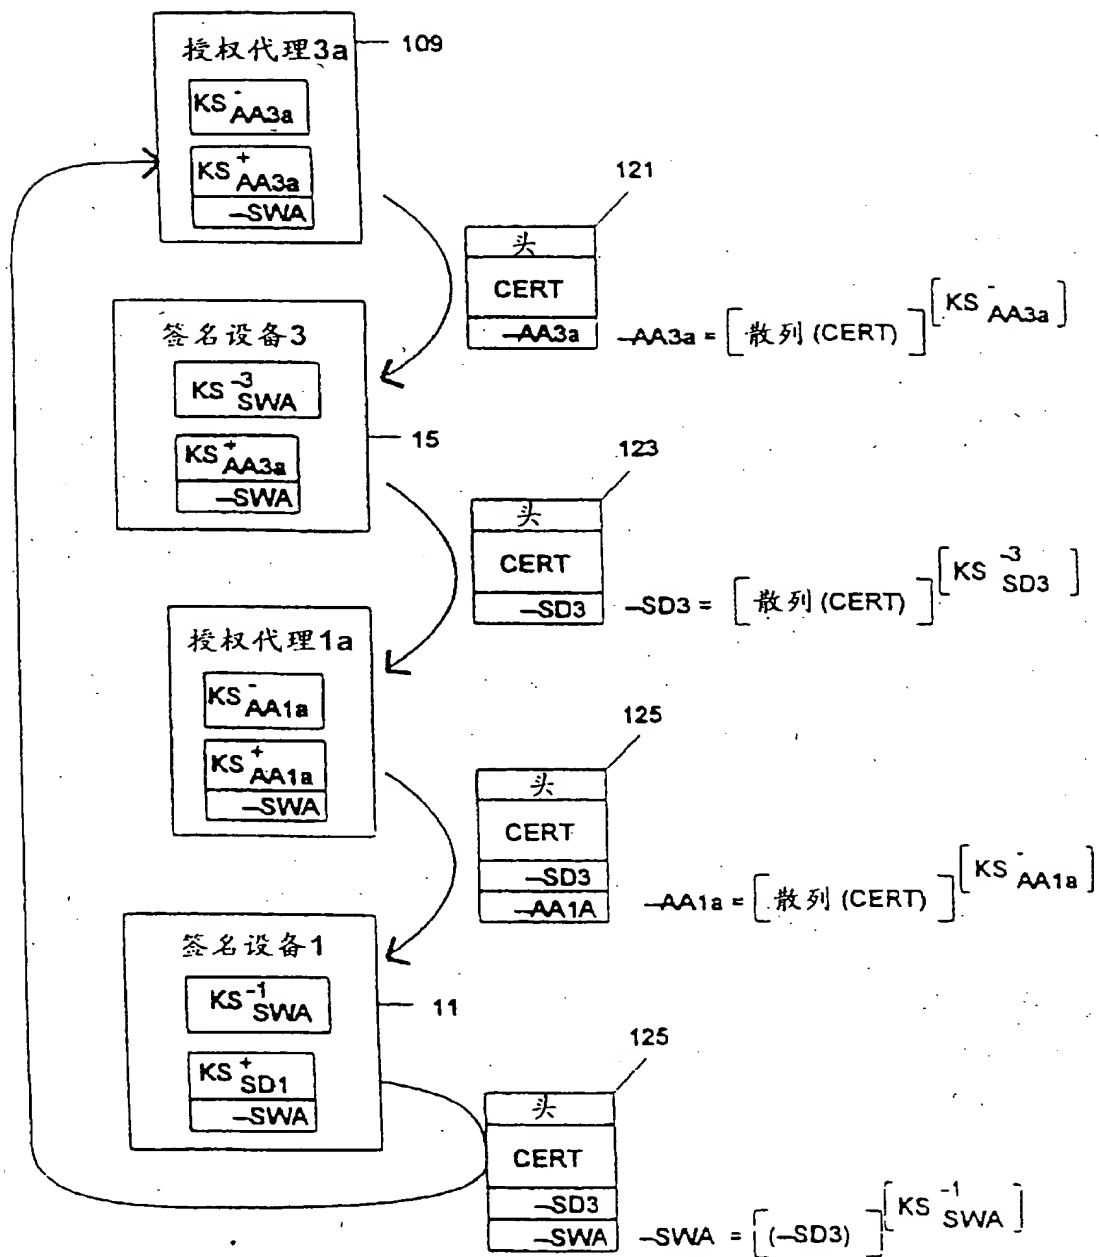 授权代理3a
109
KS⁻AA3a
KS⁺AA3a
–SWA
121
头
CERT
–AA3a
–AA3a = [散列 (CERT)] [KS⁻AA3a]
签名设备3
KS⁻³SWA
15
KS⁺AA3a
–SWA
123
头
CERT
–SD3
–SD3 = [散列 (CERT)] [KS⁻³SD3]
授权代理1a
KS⁻AA1a
KS⁺AA1a
–SWA
125
头
CERT
–SD3
–AA1A
–AA1a = [散列 (CERT)] [KS⁻AA1a]
签名设备1
KS⁻¹SWA
11
KS⁺SD1
–SWA
125
头
CERT
–SD3
–SWA
–SWA = [(–SD3)] [KS⁻¹SWA]